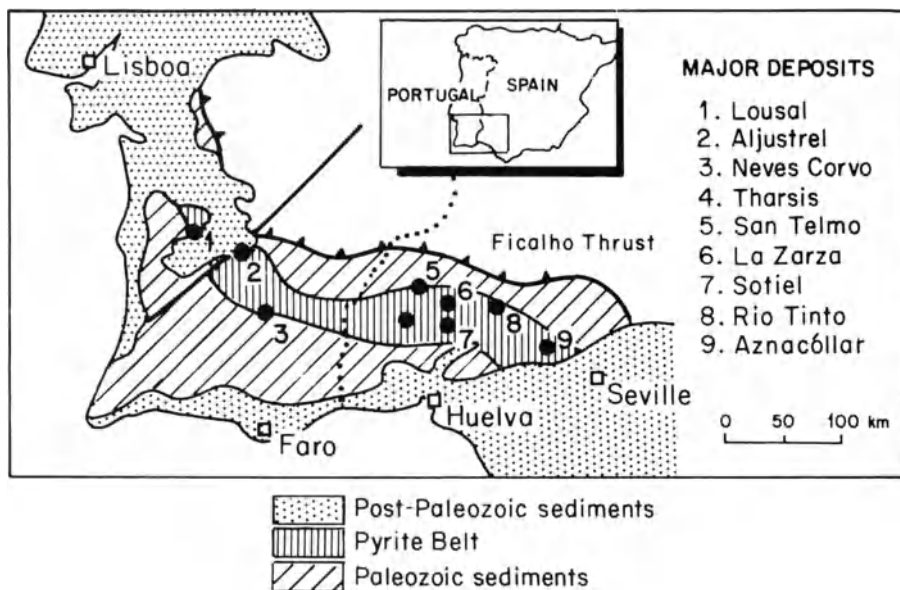 Lisboa
PORTUGAL
SPAIN
MAJOR DEPOSITS
1. Lousal
2. Aljustrel
3. Neves Corvo
4. Tharsis
5. San Telmo
6. La Zarza
7. Sotiel
8. Rio Tinto
9. Aznacóllar
Ficalho Thrust
1
2
3
5
6
7
8
9
Seville
Huelva
Faro
0 50 100 km
Post-Paleozoic sediments
Pyrite Belt
Paleozoic sediments